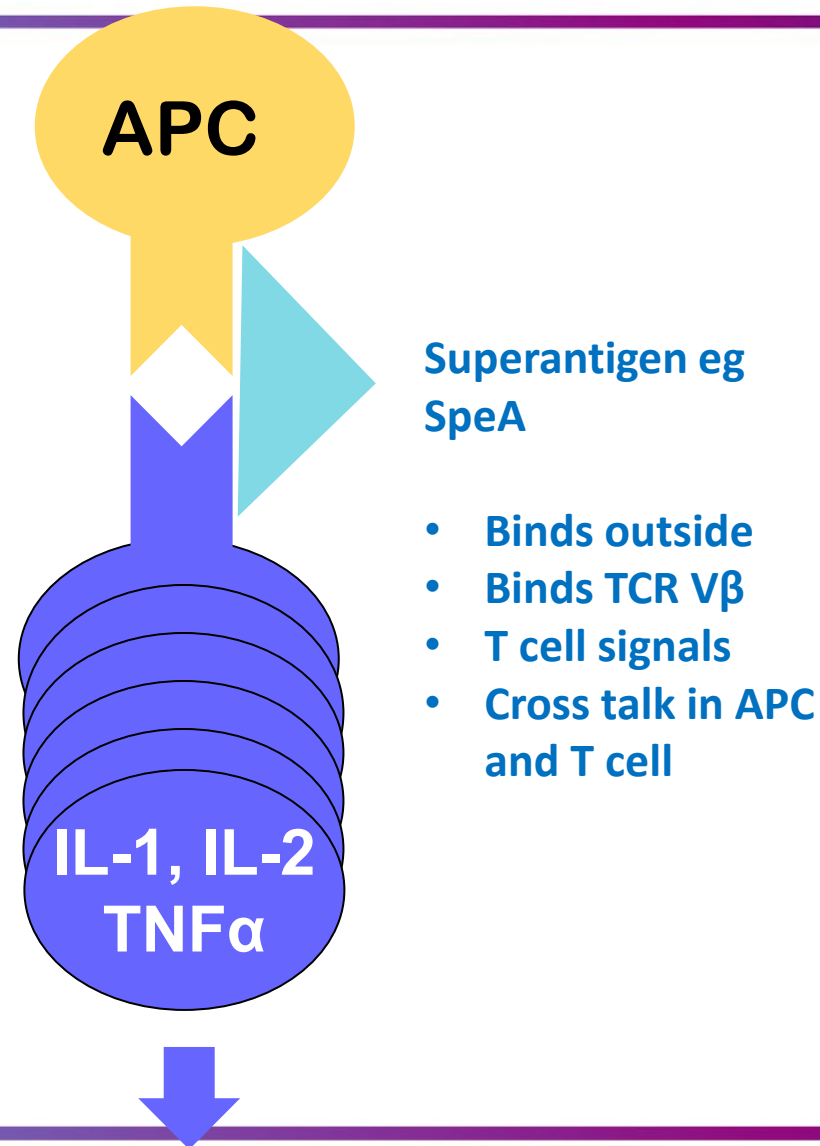 APC
Superantigen eg
SpeA
• Binds outside
• Binds TCR Vβ
• T cell signals
• Cross talk in APC
and T cell
IL-1, IL-2
TNFα